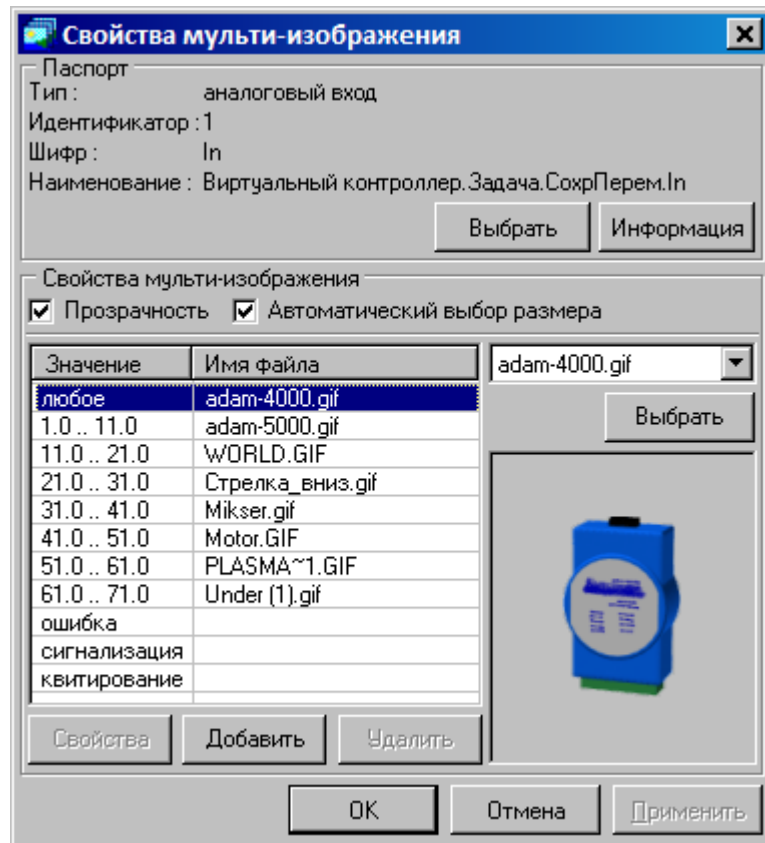 Свойства мульти-изображения
Паспорт
Тип : аналоговый вход
Идентификатор : 1
Шифр : In
Наименование : Виртуальный контроллер.Задача.СохрПерем.In
Выбрать Информация
Свойства мульти-изображения
Прозрачность Автоматический выбор размера
Значение Имя файла adam-4000.gif
любое adam-4000.gif
Выбрать
1.0 .. 11.0 adam-5000.gif
11.0 .. 21.0 WORLD.GIF
21.0 .. 31.0 Стрелка_вниз.gif
31.0 .. 41.0 Mikser.gif
41.0 .. 51.0 Motor.GIF
51.0 .. 61.0 PLASMA~1.GIF
61.0 .. 71.0 Under (1).gif
ошибка
сигнализация
квитирование
Свойства Добавить Удалить
OK Отмена Применить